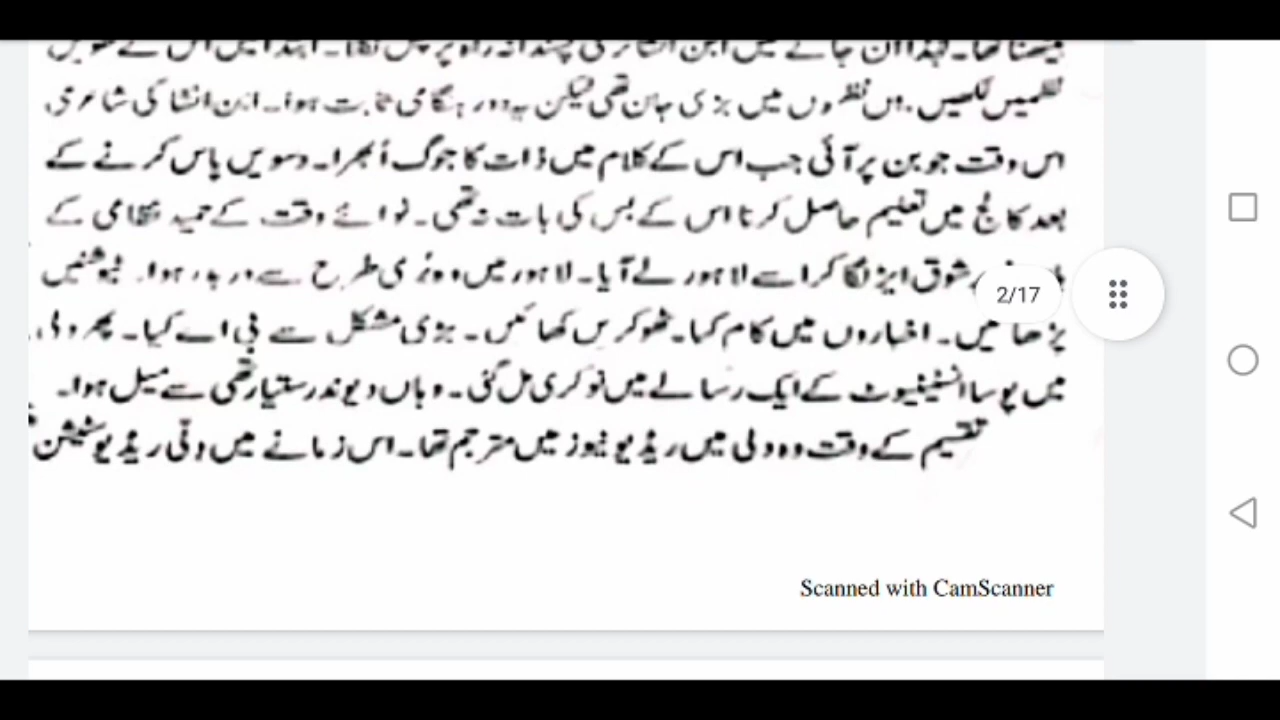 نظمیں لکھیں۔ ان نظموں میں بڑی جان تھی لیکن یہ دور ہنگامی ثابت ہوا۔ ابن انشا کی شاعری
اس وقت جوبن پر آئی جب اس کے کلام میں ذات کا جوگ اُبھرا۔ دسویں پاس کرنے کے
بعد کالج میں تعلیم حاصل کرنا اس کے بس کی بات نہ تھی۔ نوائے وقت کے حمید نظامی کے
شوق ایڑ لگا کر اسے لاہور لے آیا۔ لاہور میں وہ بُری طرح سے در بدر ہوا۔ ٹیوشنیں
پڑھائیں۔ اخباروں میں کام کیا۔ ٹھوکریں کھائیں۔ بڑی مشکل سے بی اے کیا۔ پھر دلی
میں پوسا انسٹیٹیوٹ کے ایک رسالے میں نوکری مل گئی۔ وہاں دیوندر ستیارتھی سے میل ہوا۔
تقسیم کے وقت وہ دلی میں ریڈیو نیوز میں مترجم تھا۔ اس زمانے میں دلّی ریڈیو سٹیشن
2/17
Scanned with CamScanner